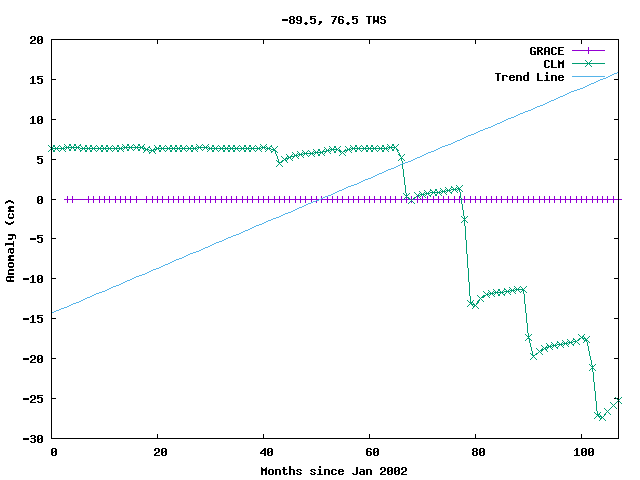 -89.5, 76.5 TWS
GRACE
CLM
Trend Line
20
15
10
5
0
-5
-10
-15
-20
-25
-30
Anomaly (cm)
0 20 40 60 80 100
Months since Jan 2002